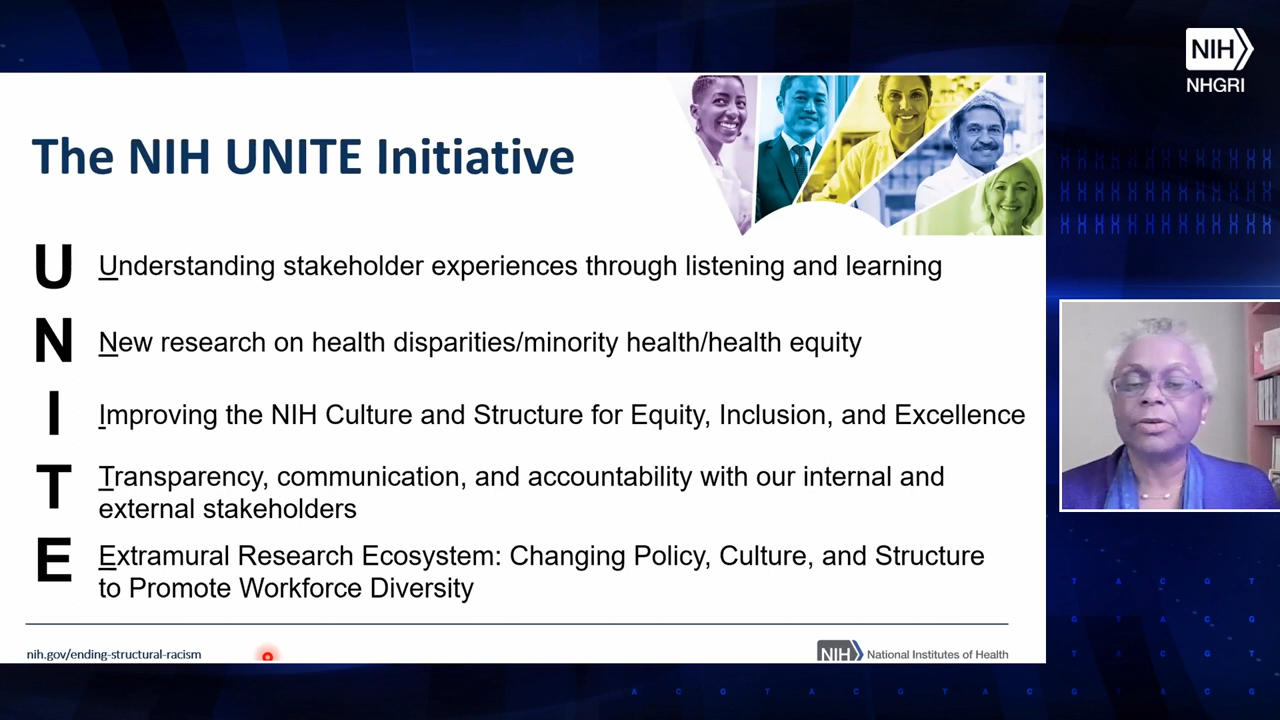 NIH
NHGRI
The NIH UNITE Initiative
U
Understanding stakeholder experiences through listening and learning
N
New research on health disparities/minority health/health equity
I
Improving the NIH Culture and Structure for Equity, Inclusion, and Excellence
T
Transparency, communication, and accountability with our internal and
external stakeholders
E
Extramural Research Ecosystem: Changing Policy, Culture, and Structure
to Promote Workforce Diversity
nih.gov/ending-structural-racism
NIH National Institutes of Health
T A C G T
G T A C G
T A C G T
A C G T A C G T A C G T A C G